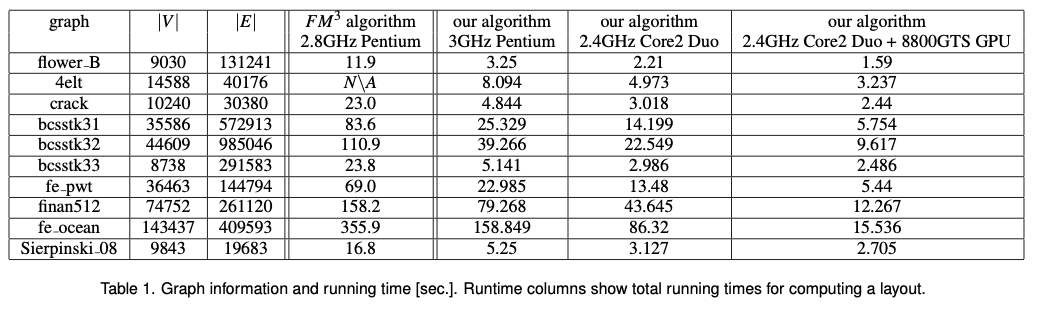 graph |V| |E| FM³ algorithm our algorithm our algorithm our algorithm
2.8GHz Pentium 3GHz Pentium 2.4GHz Core2 Duo 2.4GHz Core2 Duo + 8800GTS GPU
flower_B 9030 131241 11.9 3.25 2.21 1.59
4elt 14588 40176 N\A 8.094 4.973 3.237
crack 10240 30380 23.0 4.844 3.018 2.44
bcsstk31 35586 572913 83.6 25.329 14.199 5.754
bcsstk32 44609 985046 110.9 39.266 22.549 9.617
bcsstk33 8738 291583 23.8 5.141 2.986 2.486
fe_pwt 36463 144794 69.0 22.985 13.48 5.44
finan512 74752 261120 158.2 79.268 43.645 12.267
fe_ocean 143437 409593 355.9 158.849 86.32 15.536
Sierpinski_08 9843 19683 16.8 5.25 3.127 2.705
Table 1. Graph information and running time [sec.]. Runtime columns show total running times for computing a layout.